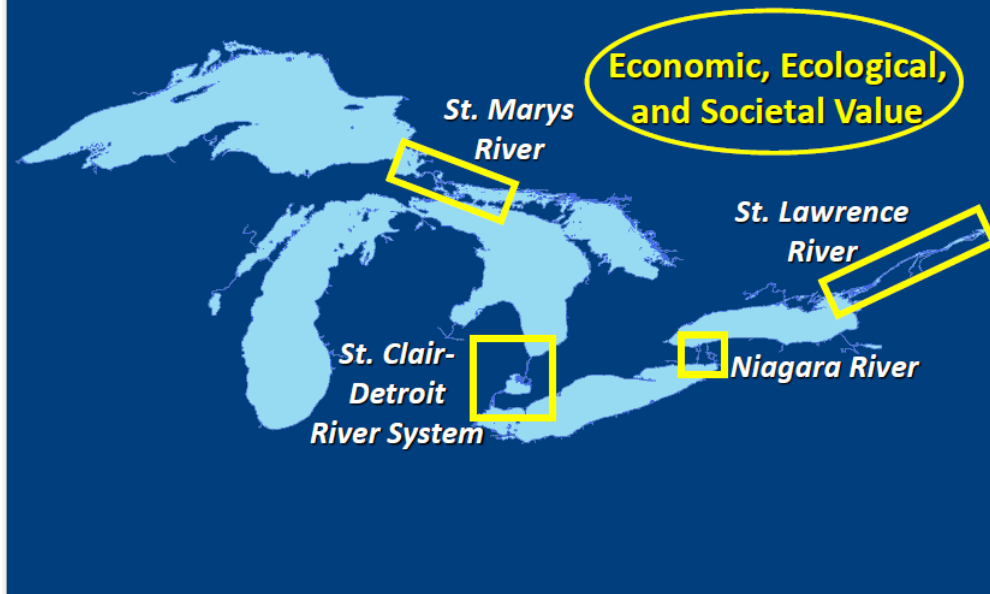 Economic, Ecological,
and Societal Value
St. Marys
River
St. Lawrence
River
St. Clair-
Detroit
River System
Niagara River